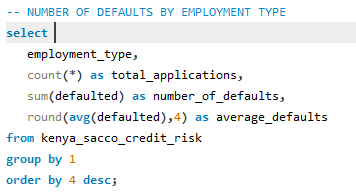 -- NUMBER OF DEFAULTS BY EMPLOYMENT TYPE
select
employment_type,
count(*) as total_applications,
sum(defaulted) as number_of_defaults,
round(avg(defaulted),4) as average_defaults
from kenya_sacco_credit_risk
group by 1
order by 4 desc;